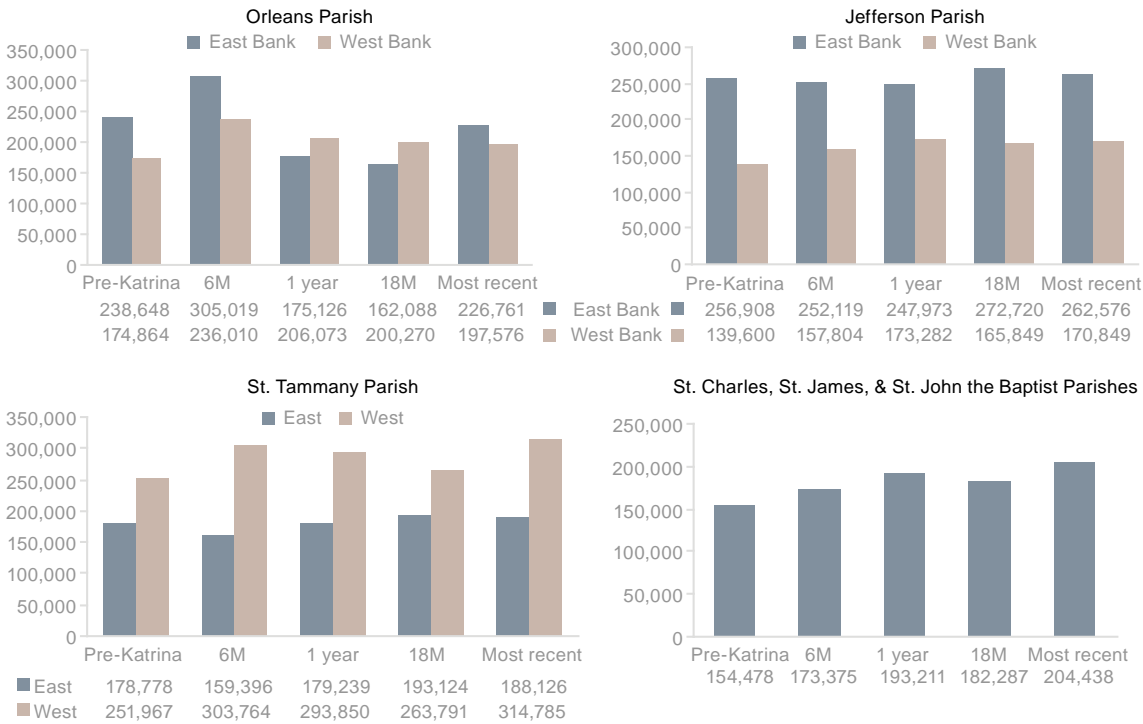 Orleans Parish
East Bank West Bank
350,000
300,000
250,000
200,000
150,000
100,000
50,000
0
Pre-Katrina 6M 1 year 18M Most recent
238,648 305,019 175,126 162,088 226,761 East Bank
174,864 236,010 206,073 200,270 197,576 West Bank
Jefferson Parish
East Bank West Bank
300,000
250,000
200,000
150,000
100,000
50,000
0
Pre-Katrina 6M 1 year 18M Most recent
256,908 252,119 247,973 272,720 262,576
139,600 157,804 173,282 165,849 170,849
St. Tammany Parish
East West
350,000
300,000
250,000
200,000
150,000
100,000
50,000
0
Pre-Katrina 6M 1 year 18M Most recent
East 178,778 159,396 179,239 193,124 188,126
West 251,967 303,764 293,850 263,791 314,785
St. Charles, St. James, & St. John the Baptist Parishes
250,000
200,000
150,000
100,000
50,000
0
Pre-Katrina 6M 1 year 18M Most recent
154,478 173,375 193,211 182,287 204,438